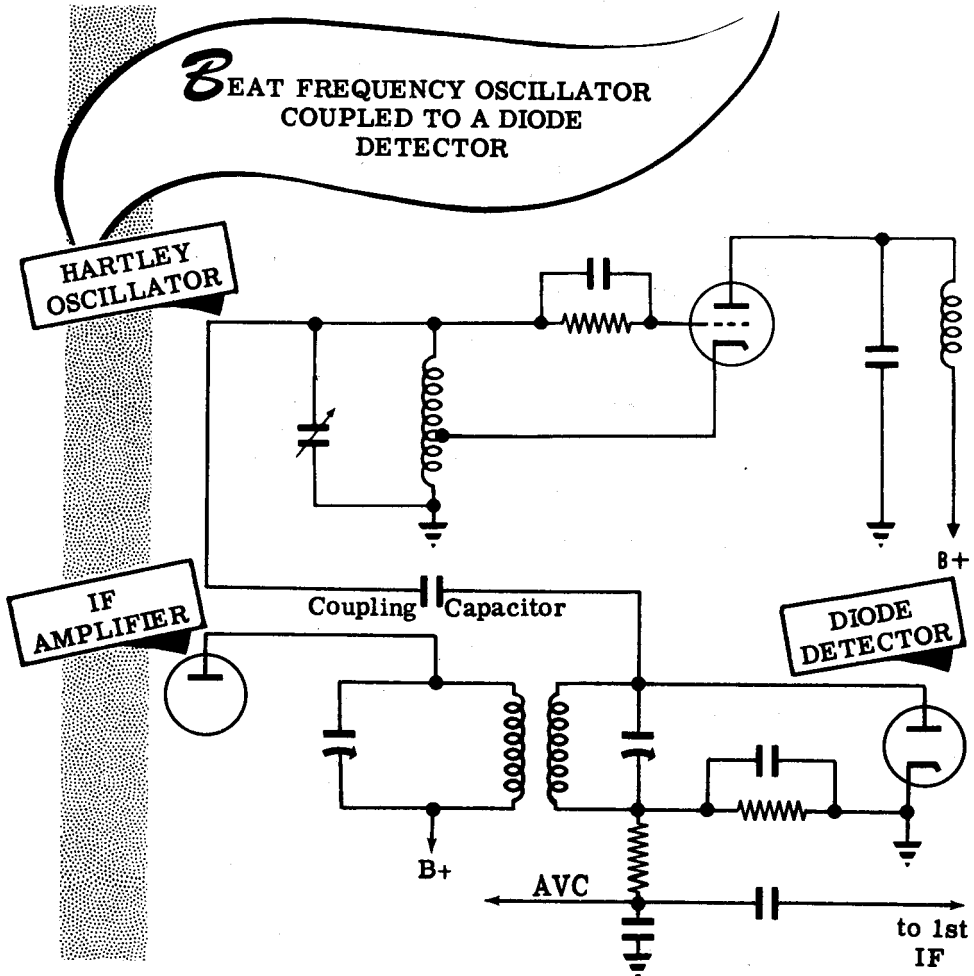 BEAT FREQUENCY OSCILLATOR
COUPLED TO A DIODE
DETECTOR
HARTLEY
OSCILLATOR
B+
IF
AMPLIFIER
Coupling Capacitor
DIODE
DETECTOR
B+
AVC
to 1st
IF